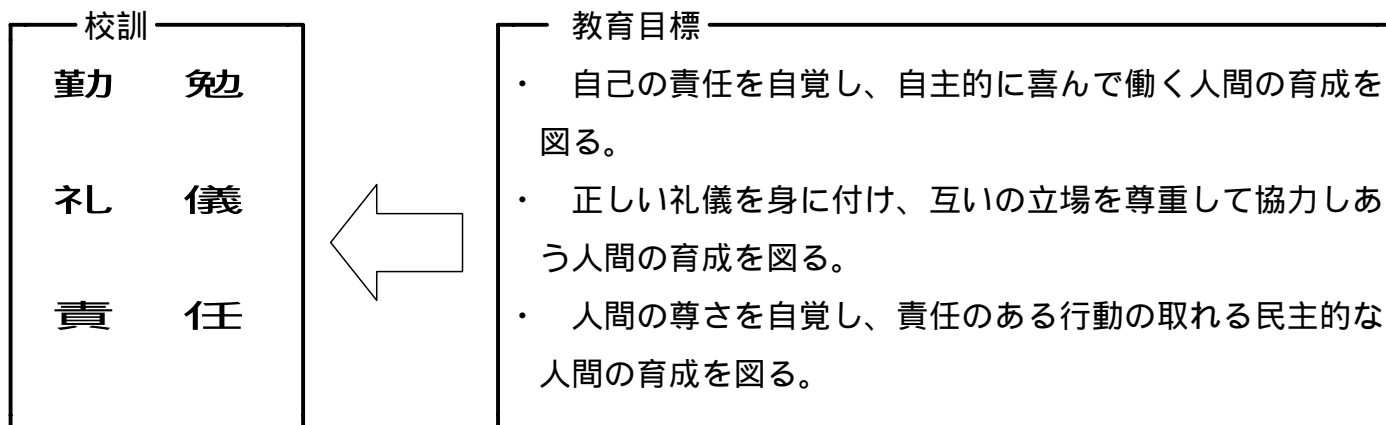 校訓
勤 勉
礼 儀
責 任
教育目標
・ 自己の責任を自覚し、自主的に喜んで働く人間の育成を
図る。
・ 正しい礼儀を身に付け、互いの立場を尊重して協力しあ
う人間の育成を図る。
・ 人間の尊さを自覚し、責任のある行動の取れる民主的な
人間の育成を図る。